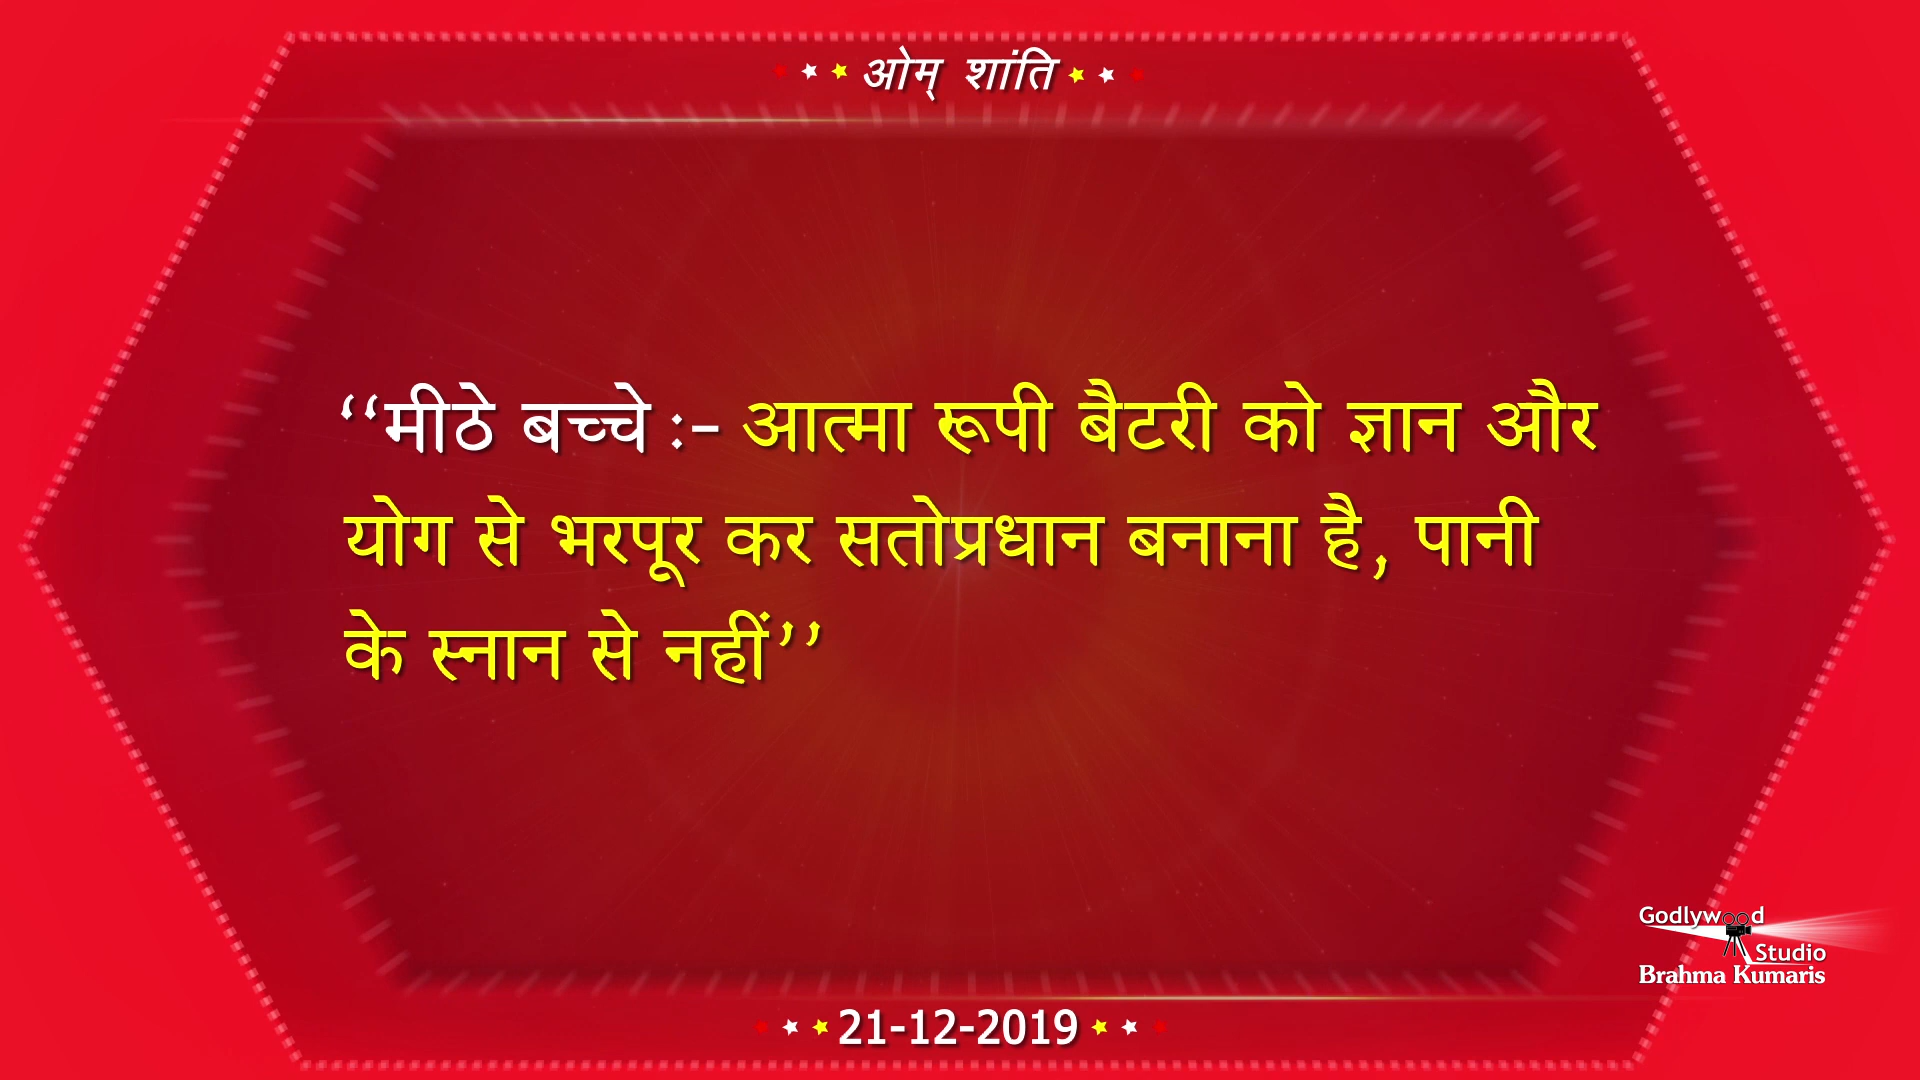 ओम् शांति
‘‘मीठे बच्चे :- आत्मा रूपी बैटरी को ज्ञान और
योग से भरपूर कर सतोप्रधान बनाना है, पानी
के स्नान से नहीं’’
Godlywood
Studio
Brahma Kumaris
21-12-2019